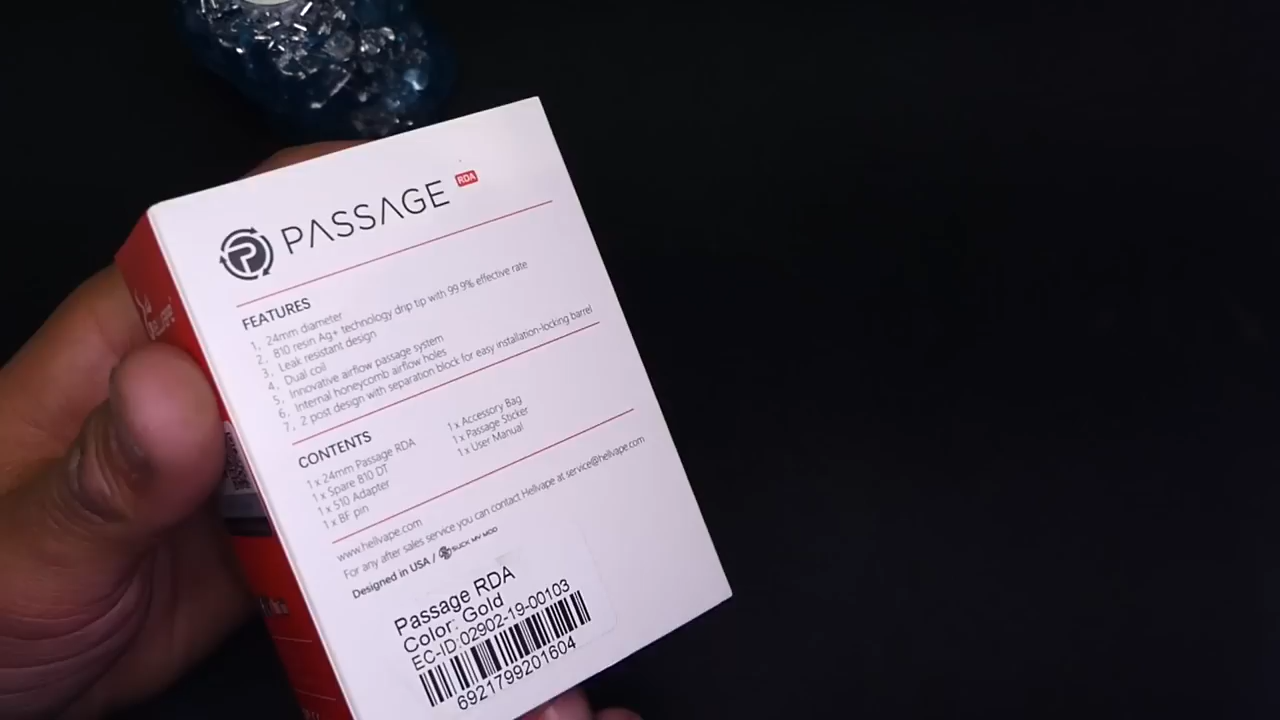 PASSAGE RDA
FEATURES
1, 24mm diameter
2, 810 resin Ag+ technology drip tip with 99.9% effective rate
3, Leak resistant design
4, Dual coil
5, Innovative airflow passage system
6, Internal honeycomb airflow holes
7, 2 post design with separation block for easy installation-locking barrel
CONTENTS
1 x 24mm Passage RDA
1 x Spare 810 DT
1 x 510 Adapter
1 x BF pin
1 x Accessory Bag
1 x Passage Sticker
1 x User Manual
www.hellvape.com
For any after sales service you can contact Hellvape at service@hellvape.com
Designed in USA / SUCK MY MOD
Passage RDA
Color: Gold
EC-ID:02902-19-00103
6921799201604